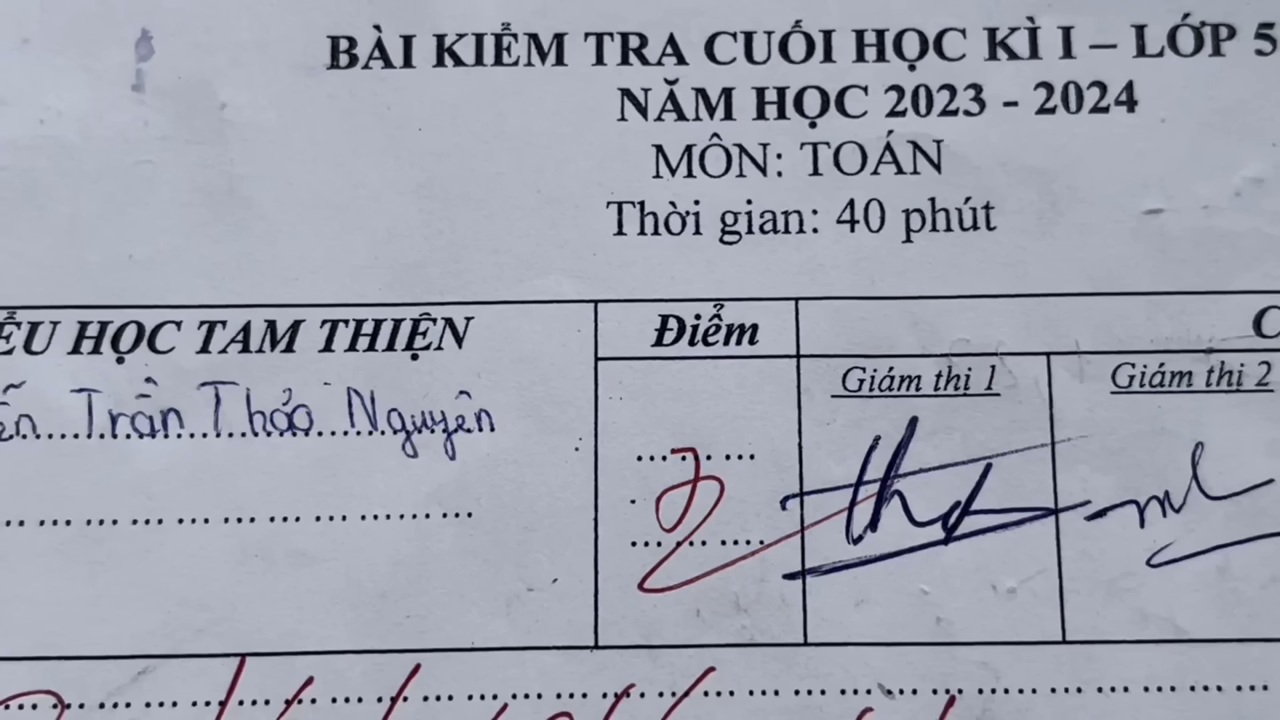 BÀI KIỂM TRA CUỐI HỌC KÌ I – LỚP 5
NĂM HỌC 2023 - 2024
MÔN: TOÁN
Thời gian: 40 phút
ỂU HỌC TAM THIỆN
Điểm
C
Giám thị 1
Giám thị 2
Trần Thảo Nguyên